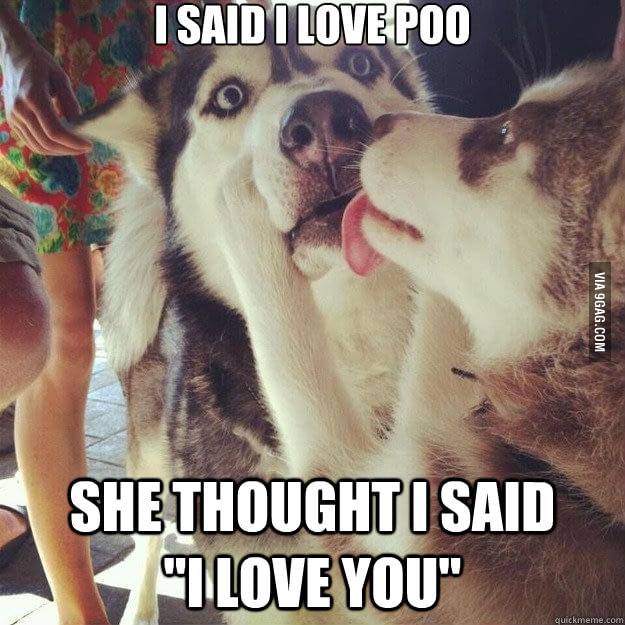 I SAID I LOVE POO
VIA 9GAG.COM
SHE THOUGHT I SAID
"I LOVE YOU"
quickmeme.com